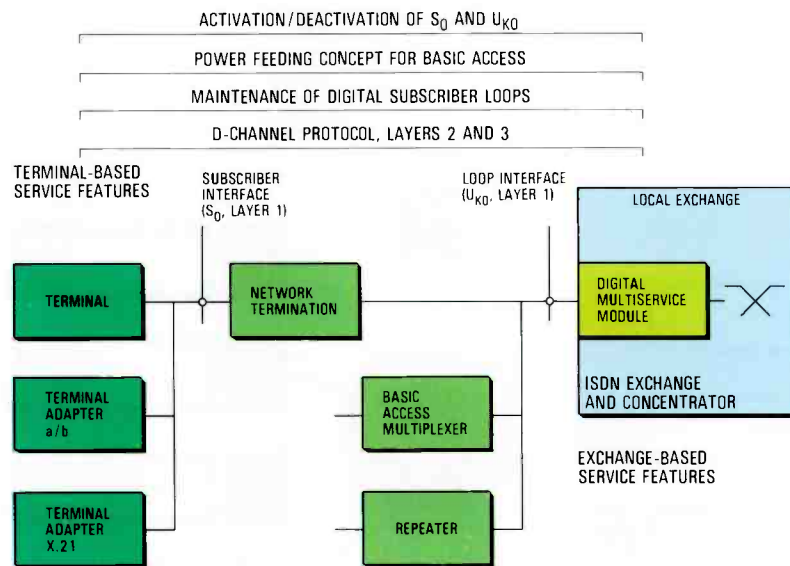 ACTIVATION/DEACTIVATION OF S0 AND UK0
POWER FEEDING CONCEPT FOR BASIC ACCESS
MAINTENANCE OF DIGITAL SUBSCRIBER LOOPS
D-CHANNEL PROTOCOL, LAYERS 2 AND 3
TERMINAL-BASED
SERVICE FEATURES
SUBSCRIBER
INTERFACE
(S0, LAYER 1)
LOOP INTERFACE
(UK0, LAYER 1)
LOCAL EXCHANGE
TERMINAL
NETWORK
TERMINATION
DIGITAL
MULTISERVICE
MODULE
TERMINAL
ADAPTER
a/b
BASIC
ACCESS
MULTIPLEXER
ISDN EXCHANGE
AND CONCENTRATOR
EXCHANGE-BASED
SERVICE FEATURES
TERMINAL
ADAPTER
X.21
REPEATER